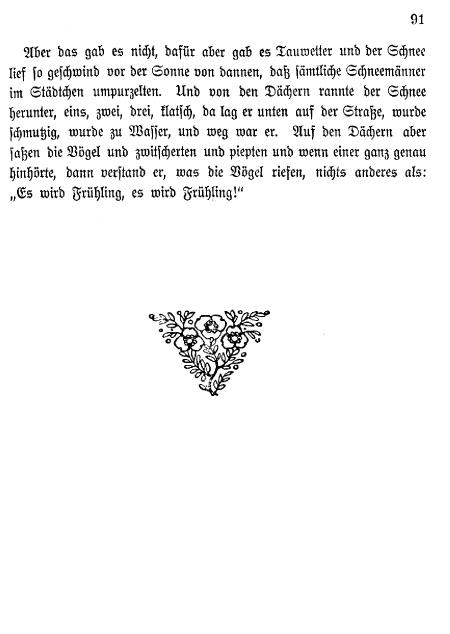 91
Aber das gab es nicht, dafür aber gab es Tauwetter und der Schnee
lief so geschwind vor der Sonne von dannen, daß sämtliche Schneemänner
im Städtchen umpurzelten. Und von den Dächern rannte der Schnee
herunter, eins, zwei, drei, klatsch, da lag er unten auf der Straße, wurde
schmutzig, wurde zu Wasser, und weg war er. Auf den Dächern aber
saßen die Vögel und zwitscherten und piepten und wenn einer ganz genau
hinhörte, dann verstand er, was die Vögel riefen, nichts anderes als:
„Es wird Frühling, es wird Frühling!“